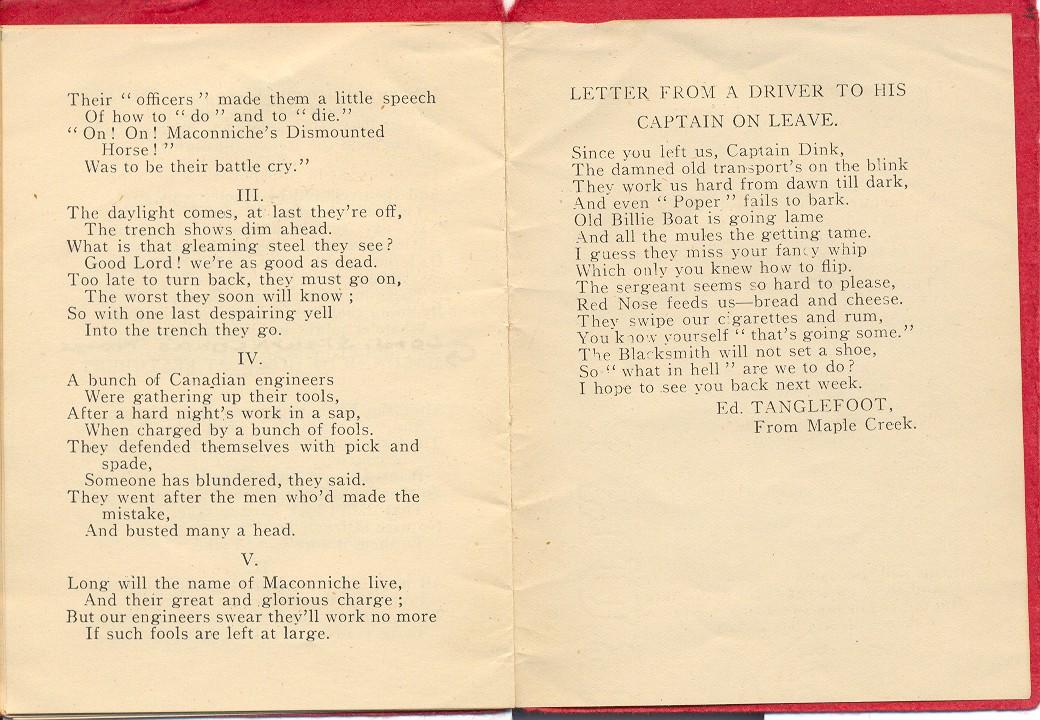 Their “ officers ” made them a little speech
Of how to “ do ” and to “ die.”
“ On! On! Maconniche's Dismounted
Horse! ”
Was to be their battle cry.”
III.
The daylight comes, at last they're off,
The trench shows dim ahead.
What is that gleaming steel they see?
Good Lord! we're as good as dead.
Too late to turn back, they must go on,
The worst they soon will know ;
So with one last despairing yell
Into the trench they go.
IV.
A bunch of Canadian engineers
Were gathering up their tools,
After a hard night's work in a sap,
When charged by a bunch of fools.
They defended themselves with pick and
spade,
Someone has blundered, they said.
They went after the men who'd made the
mistake,
And busted many a head.
V.
Long will the name of Maconniche live,
And their great and glorious charge ;
But our engineers swear they'll work no more
If such fools are left at large.
LETTER FROM A DRIVER TO HIS
CAPTAIN ON LEAVE.
Since you left us, Captain Dink,
The damned old transport's on the blink
They work us hard from dawn till dark,
And even “ Poper ” fails to bark.
Old Billie Boat is going lame
And all the mules the getting tame.
I guess they miss your fancy whip
Which only you knew how to flip.
The sergeant seems so hard to please,
Red Nose feeds us—bread and cheese.
They swipe our cigarettes and rum,
You know yourself “ that's going some.”
The Blacksmith will not set a shoe,
So “ what in hell ” are we to do?
I hope to see you back next week.
Ed. TANGLEFOOT,
From Maple Creek.